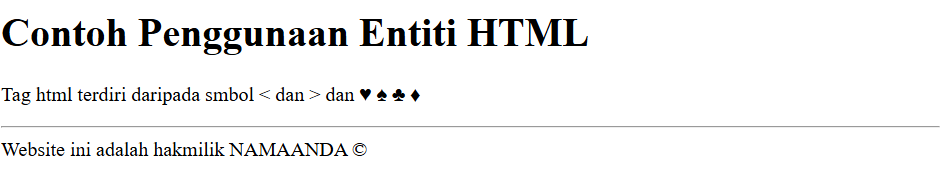 Contoh Penggunaan Entiti HTML
Tag html terdiri daripada smbol < dan > dan ♥ ♠ ♣ ♦
Website ini adalah hakmilik NAMAANDA ©